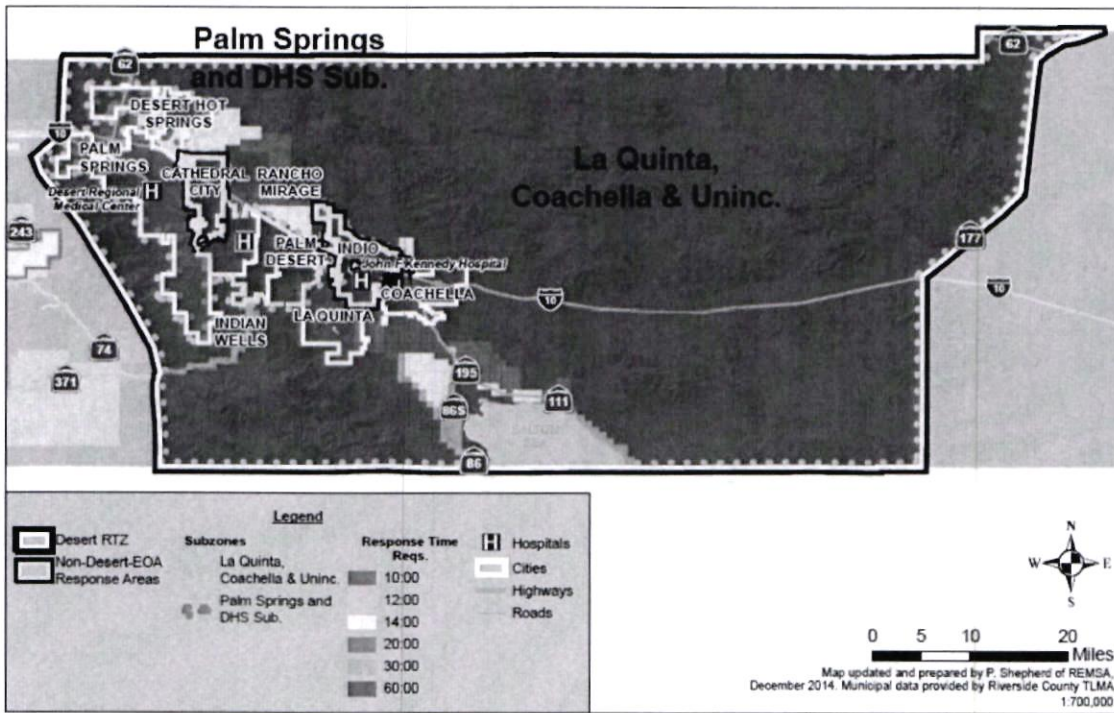 Palm Springs
and DHS Sub.
62
62
DESERT HOT
SPRINGS
10
PALM
SPRINGS
CATHEDRAL
CITY
RANCHO
MIRAGE
Desert Regional
Medical Center
H
La Quinta,
Coachella & Uninc.
243
H
PALM
DESERT
INDIO
John F Kennedy Hospital
H
177
COACHELLA
10
10
LA QUINTA
INDIAN
WELLS
74
371
195
86S
111
SALTON
SEA
86
Legend
Desert RTZ
Non-Desert-EOA
Response Areas
Subzones
La Quinta,
Coachella & Uninc.
Palm Springs and
DHS Sub.
Response Time
Reqs.
10:00
12:00
14:00
20:00
30:00
60:00
H Hospitals
Cities
Highways
Roads
N
W E
S
0 5 10 20
Miles
Map updated and prepared by P. Shepherd of REMSA,
December 2014. Municipal data provided by Riverside County TLMA
1:700,000